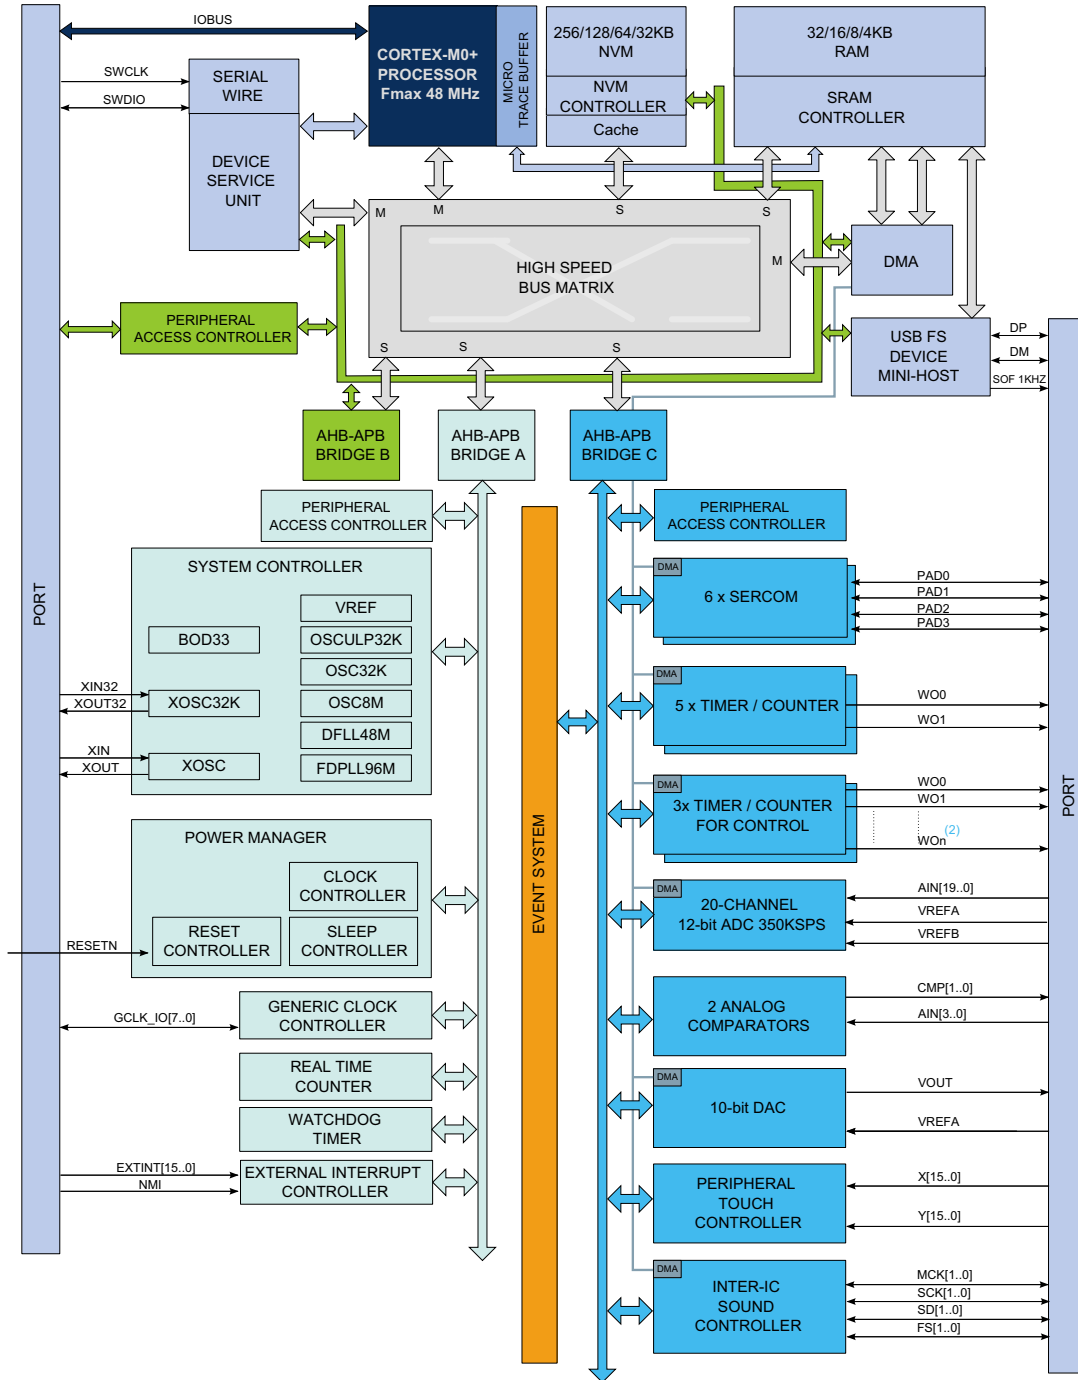 IOBUS
SWCLK
SWDIO
SERIAL
WIRE
DEVICE
SERVICE
UNIT
CORTEX-M0+
PROCESSOR
Fmax 48 MHz
MICRO
TRACE BUFFER
256/128/64/32KB
NVM
NVM
CONTROLLER
Cache
32/16/8/4KB
RAM
SRAM
CONTROLLER
M
M
S
S
M
HIGH SPEED
BUS MATRIX
S
S
S
DMA
PERIPHERAL
ACCESS CONTROLLER
USB FS
DEVICE
MINI-HOST
DP
DM
SOF 1KHZ
AHB-APB
BRIDGE B
AHB-APB
BRIDGE A
AHB-APB
BRIDGE C
PORT
PERIPHERAL
ACCESS CONTROLLER
SYSTEM CONTROLLER
VREF
BOD33
OSCULP32K
OSC32K
XIN32
XOUT32
XOSC32K
OSC8M
DFLL48M
XIN
XOUT
XOSC
FDPLL96M
POWER MANAGER
CLOCK
CONTROLLER
RESETN
RESET
CONTROLLER
SLEEP
CONTROLLER
GCLK_IO[7..0]
GENERIC CLOCK
CONTROLLER
REAL TIME
COUNTER
WATCHDOG
TIMER
EXTINT[15..0]
NMI
EXTERNAL INTERRUPT
CONTROLLER
EVENT SYSTEM
PERIPHERAL
ACCESS CONTROLLER
DMA
6 x SERCOM
PAD0
PAD1
PAD2
PAD3
DMA
5 x TIMER / COUNTER
WO0
WO1
DMA
3x TIMER / COUNTER
FOR CONTROL
WO0
WO1
(2)
WOn
PORT
DMA
20-CHANNEL
12-bit ADC 350KSPS
AIN[19..0]
VREFA
VREFB
2 ANALOG
COMPARATORS
CMP[1..0]
AIN[3..0]
DMA
10-bit DAC
VOUT
VREFA
PERIPHERAL
TOUCH
CONTROLLER
X[15..0]
Y[15..0]
DMA
INTER-IC
SOUND
CONTROLLER
MCK[1..0]
SCK[1..0]
SD[1..0]
FS[1..0]